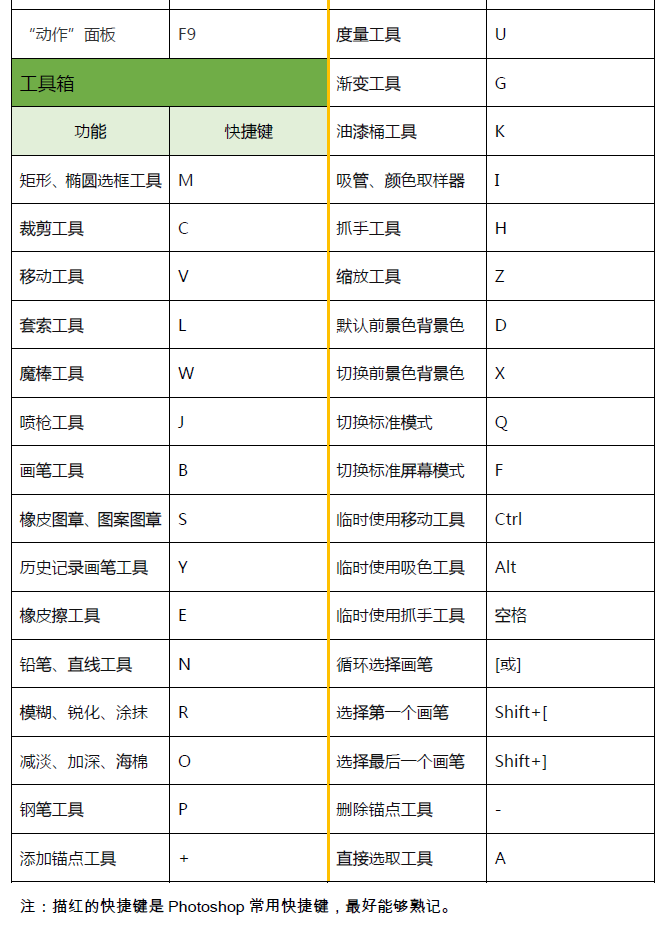 “动作”面板 F9
工具箱
功能 快捷键
矩形、椭圆选框工具 M
裁剪工具 C
移动工具 V
套索工具 L
魔棒工具 W
喷枪工具 J
画笔工具 B
橡皮图章、图案图章 S
历史记录画笔工具 Y
橡皮擦工具 E
铅笔、直线工具 N
模糊、锐化、涂抹 R
减淡、加深、海棉 O
钢笔工具 P
添加锚点工具 +
度量工具 U
渐变工具 G
油漆桶工具 K
吸管、颜色取样器 I
抓手工具 H
缩放工具 Z
默认前景色背景色 D
切换前景色背景色 X
切换标准模式 Q
切换标准屏幕模式 F
临时使用移动工具 Ctrl
临时使用吸色工具 Alt
临时使用抓手工具 空格
循环选择画笔 [或]
选择第一个画笔 Shift+[
选择最后一个画笔 Shift+]
删除锚点工具 -
直接选取工具 A
注：描红的快捷键是 Photoshop 常用快捷键，最好能够熟记。